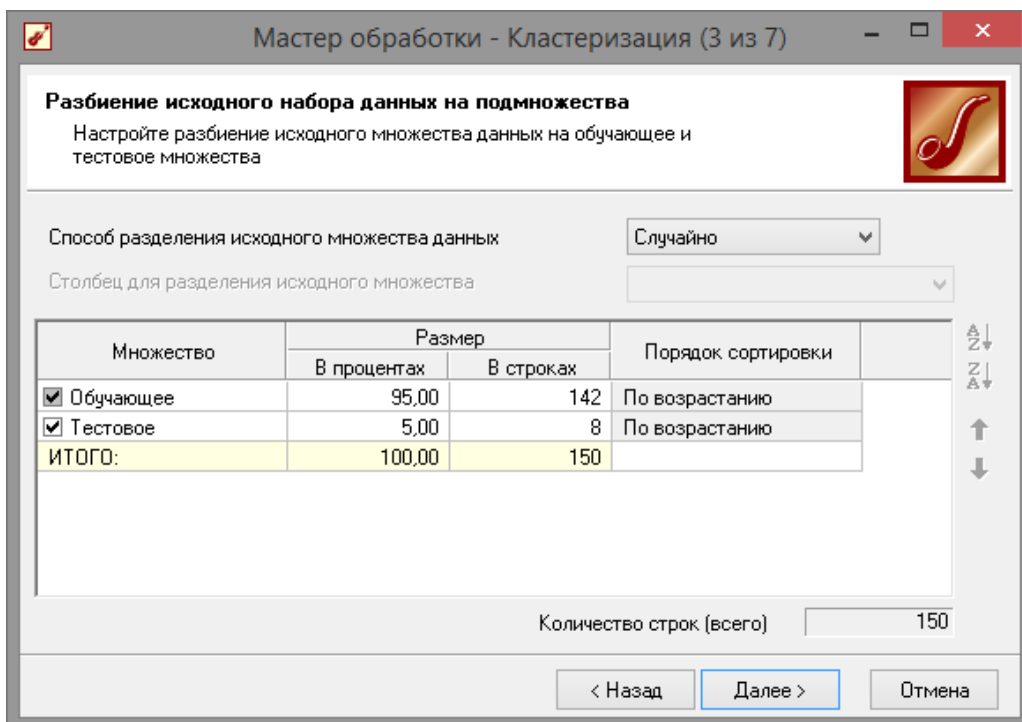 Мастер обработки - Кластеризация (3 из 7)
Разбиение исходного набора данных на подмножества
Настройте разбиение исходного множества данных на обучающее и
тестовое множества
Способ разделения исходного множества данных Случайно
Столбец для разделения исходного множества
Множество Размер Порядок сортировки
В процентах В строках
Обучающее 95,00 142 По возрастанию
Тестовое 5,00 8 По возрастанию
ИТОГО: 100,00 150
A
Z
Z
A
Количество строк (всего) 150
< Назад Далее > Отмена